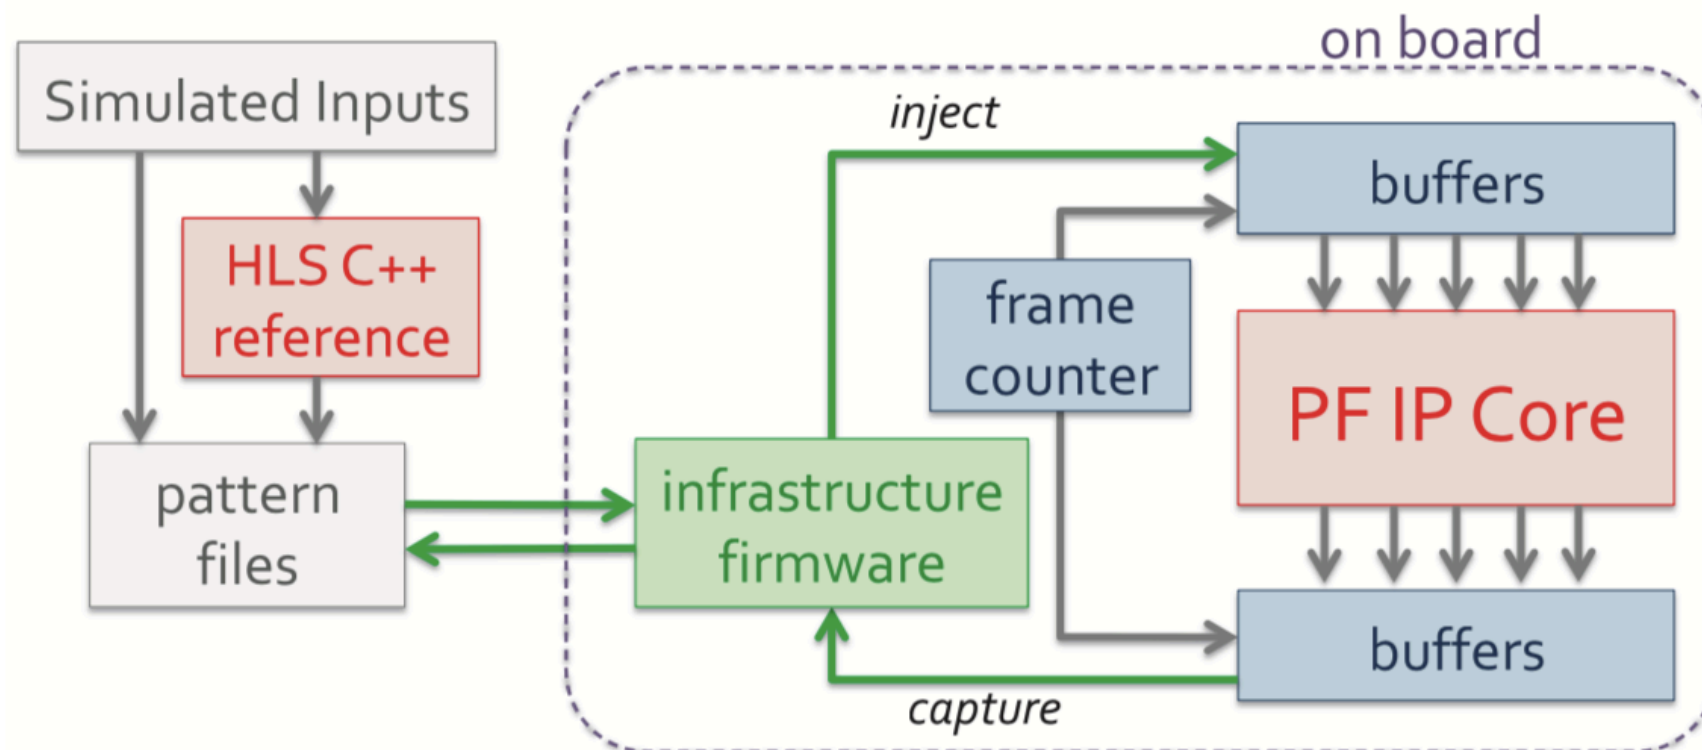 on board
Simulated Inputs
inject
buffers
HLS C++
reference
frame
counter
PF IP Core
pattern
files
infrastructure
firmware
buffers
capture